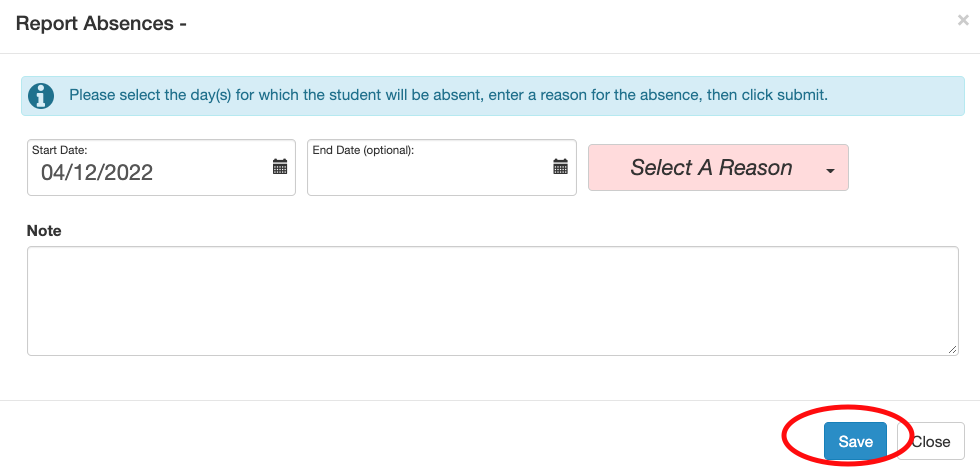 Report Absences -
×
Please select the day(s) for which the student will be absent, enter a reason for the absence, then click submit.
Start Date:
04/12/2022
End Date (optional):
Select A Reason
Note
Save
Close